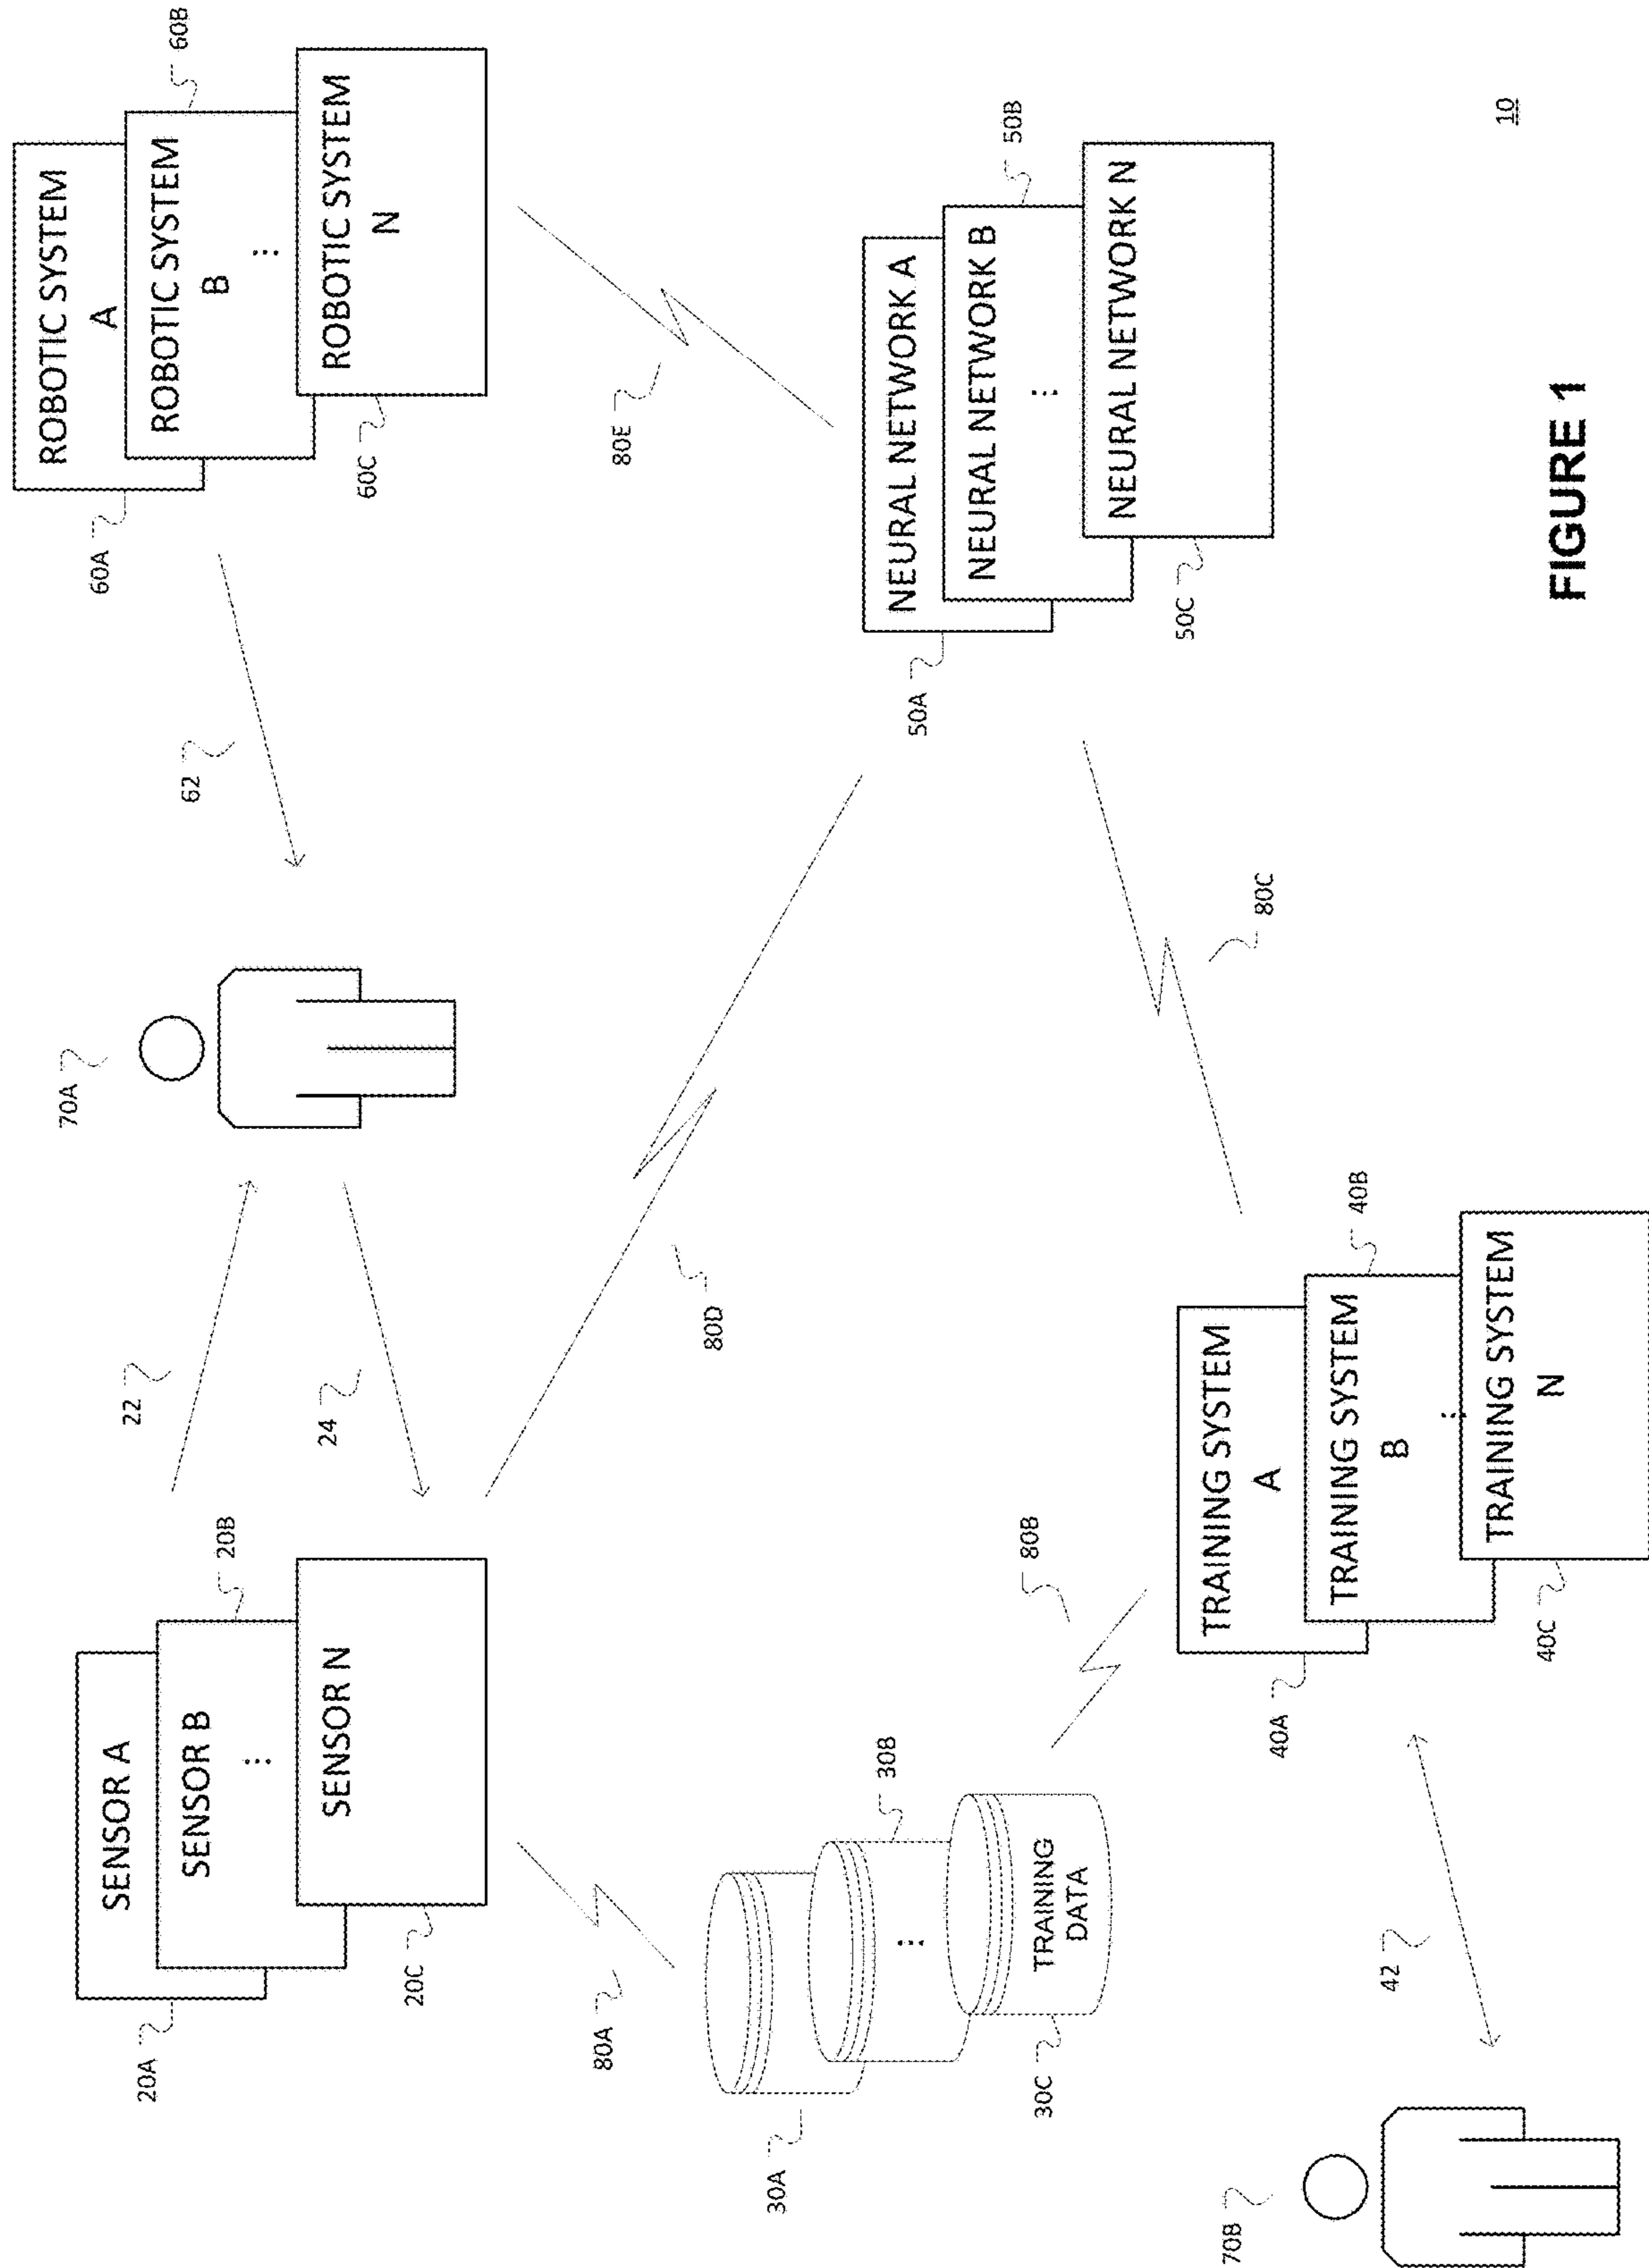 20A
SENSOR A
SENSOR B
⋮
SENSOR N
20B
20C
22
24
70A
62
60A
ROBOTIC SYSTEM
A
ROBOTIC SYSTEM
B
⋮
ROBOTIC SYSTEM
N
60B
60C
80A
80D
80E
30A
30B
⋮
TRAINING
DATA
30C
80B
50A
NEURAL NETWORK A
NEURAL NETWORK B
⋮
NEURAL NETWORK N
50B
50C
80C
40A
TRAINING SYSTEM
A
TRAINING SYSTEM
B
⋮
TRAINING SYSTEM
N
40B
40C
42
70B
10
FIGURE 1